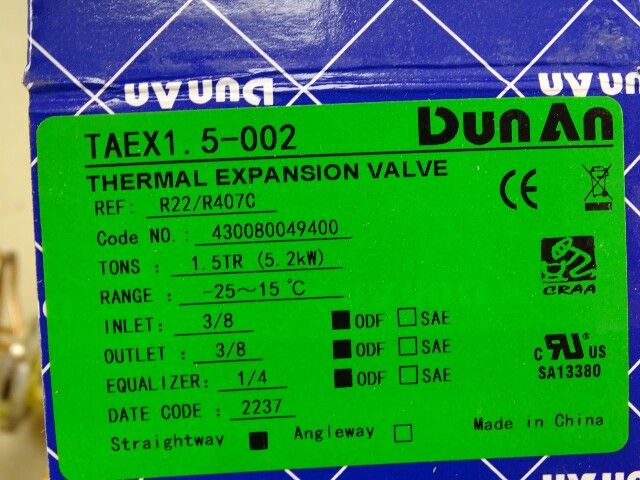 DunAn
DunAn
DunAn
TAEX1.5-002
THERMAL EXPANSION VALVE
REF: R22/R407C
Code NO.: 430080049400
TONS : 1.5TR (5.2kW)
RANGE : -25～15 ℃
INLET: 3/8 ■ODF □SAE
OUTLET : 3/8 ■ODF □SAE
EQUALIZER: 1/4 ■ODF □SAE
DATE CODE : 2237
Straightway ■ Angleway □
CE
CRAA
C RU US
SA13380
Made in China